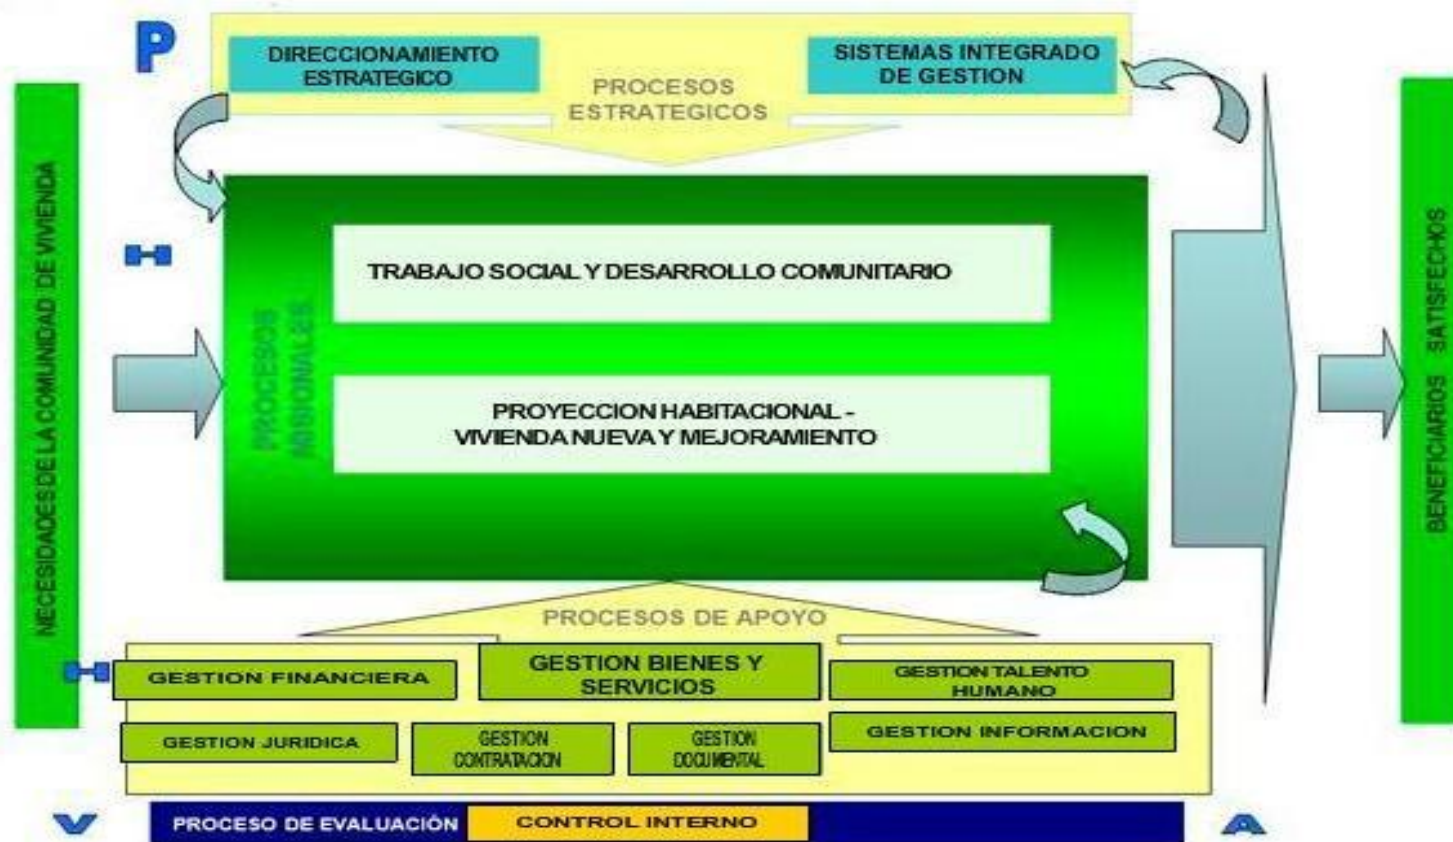 P
DIRECCIONAMIENTO
ESTRATEGICO
SISTEMAS INTEGRADO
DE GESTION
PROCESOS
ESTRATEGICOS
NECESIDADES DE LA COMUNIDAD DE VIVIENDA
H
PROCESOS
MISIONALES
TRABAJO SOCIAL Y DESARROLLO COMUNITARIO
PROYECCION HABITACIONAL -
VIVIENDA NUEVA Y MEJORAMIENTO
BENEFICIARIOS SATISFECHOS
PROCESOS DE APOYO
H
GESTION FINANCIERA
GESTION BIENES Y
SERVICIOS
GESTION TALENTO
HUMANO
GESTION JURIDICA
GESTION
CONTRATACION
GESTION
DOCUMENTAL
GESTION INFORMACION
V
PROCESO DE EVALUACIÓN
CONTROL INTERNO
A